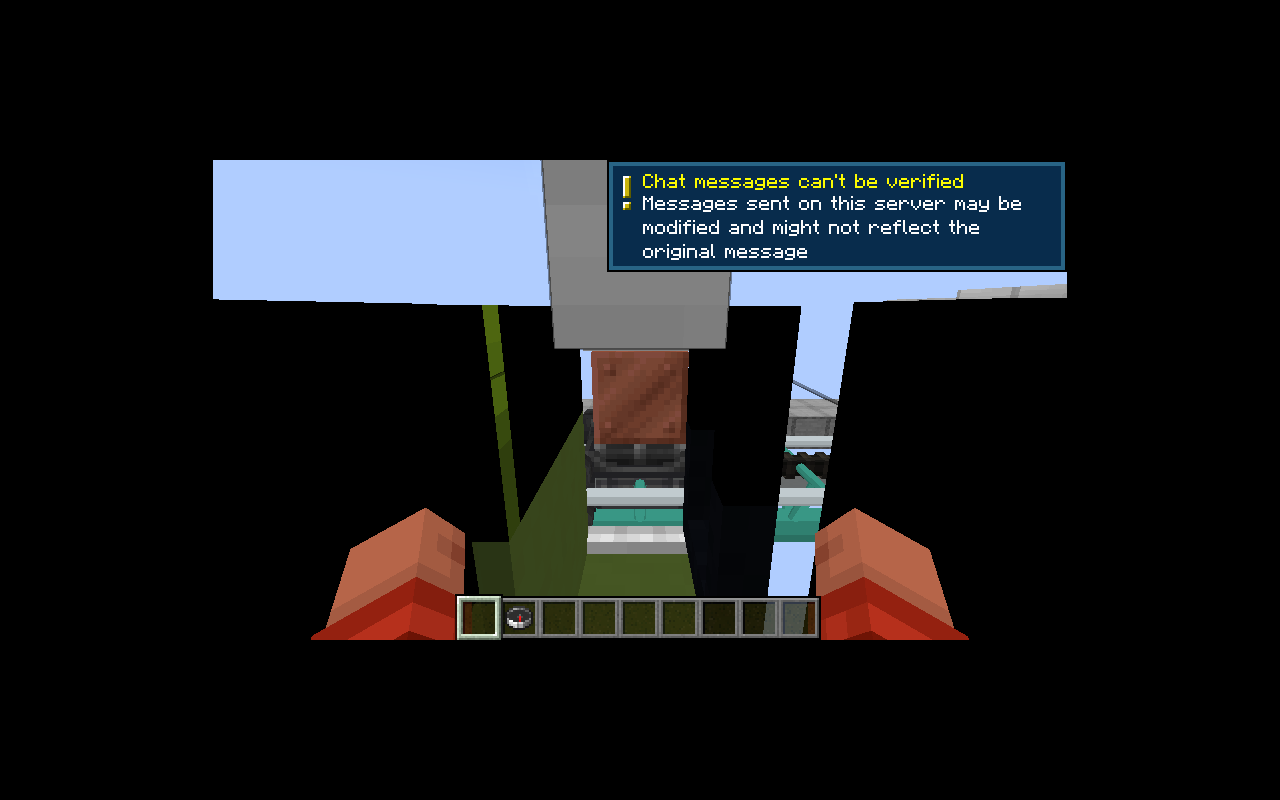 Chat messages can't be verified
Messages sent on this server may be
modified and might not reflect the
original message